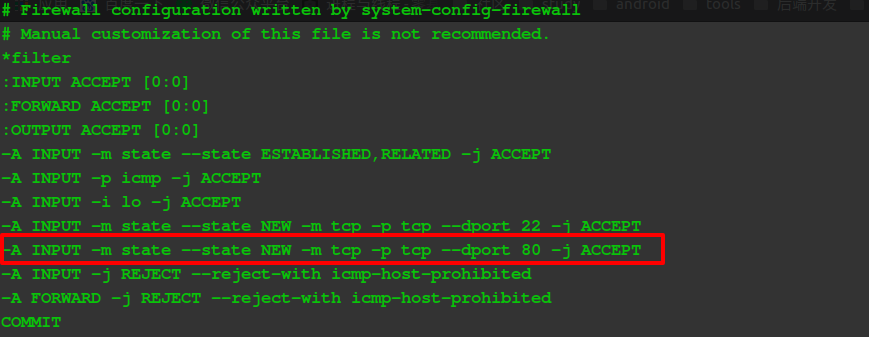 android tools 后端开发
# Firewall configuration written by system-config-firewall
# Manual customization of this file is not recommended.
*filter
:INPUT ACCEPT [0:0]
:FORWARD ACCEPT [0:0]
:OUTPUT ACCEPT [0:0]
-A INPUT -m state --state ESTABLISHED,RELATED -j ACCEPT
-A INPUT -p icmp -j ACCEPT
-A INPUT -i lo -j ACCEPT
-A INPUT -m state --state NEW -m tcp -p tcp --dport 22 -j ACCEPT
-A INPUT -m state --state NEW -m tcp -p tcp --dport 80 -j ACCEPT
-A INPUT -j REJECT --reject-with icmp-host-prohibited
-A FORWARD -j REJECT --reject-with icmp-host-prohibited
COMMIT